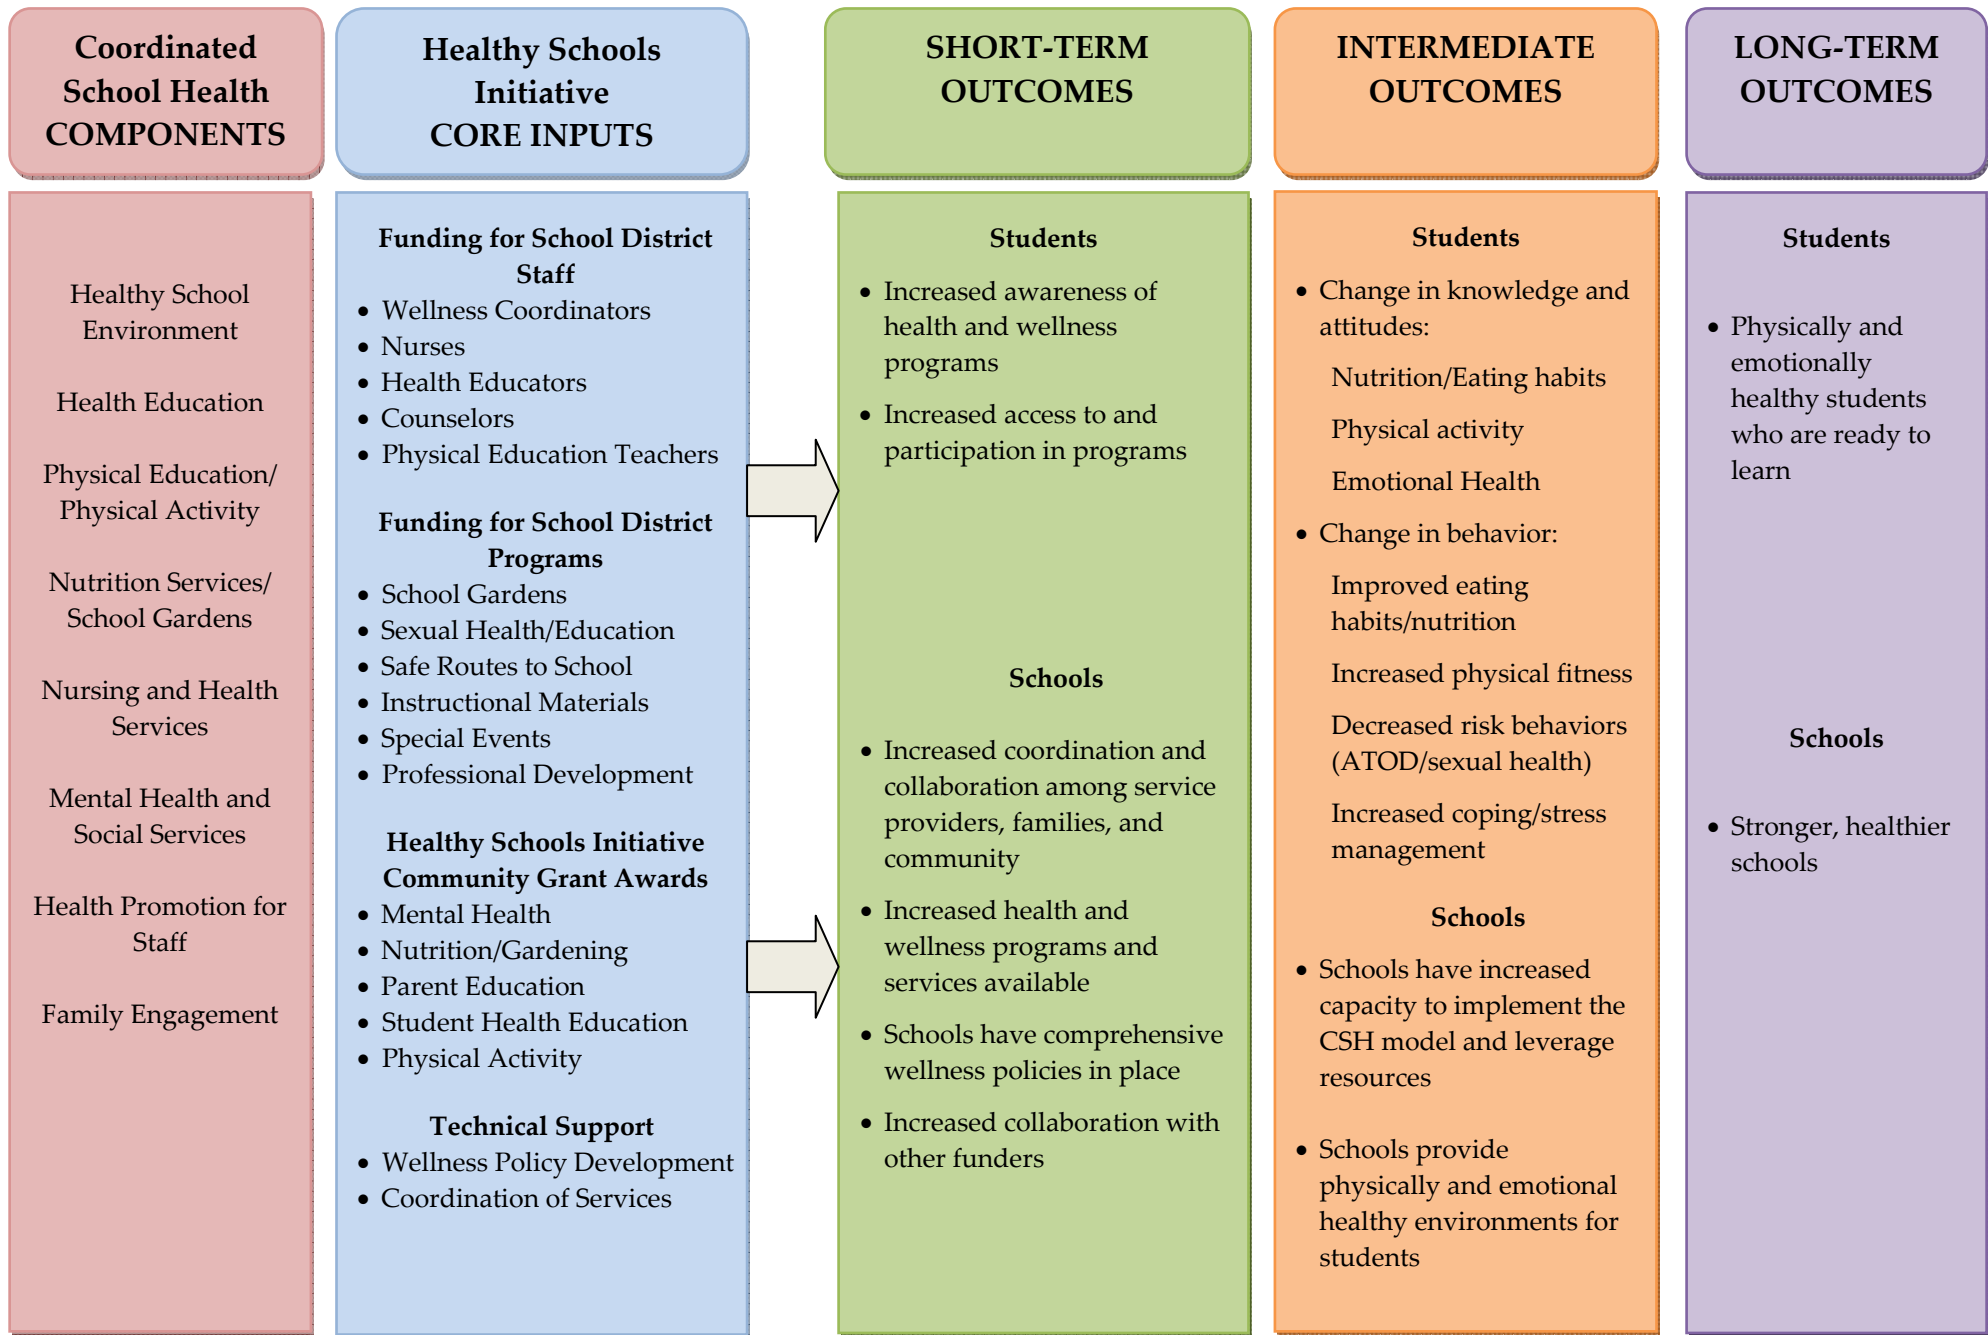 Coordinated
School Health
COMPONENTS
Healthy School
Environment
Health Education
Physical Education/
Physical Activity
Nutrition Services/
School Gardens
Nursing and Health
Services
Mental Health and
Social Services
Health Promotion for
Staff
Family Engagement
Healthy Schools
Initiative
CORE INPUTS
Funding for School District
Staff
• Wellness Coordinators
• Nurses
• Health Educators
• Counselors
• Physical Education Teachers
Funding for School District
Programs
• School Gardens
• Sexual Health/Education
• Safe Routes to School
• Instructional Materials
• Special Events
• Professional Development
Healthy Schools Initiative
Community Grant Awards
• Mental Health
• Nutrition/Gardening
• Parent Education
• Student Health Education
• Physical Activity
Technical Support
• Wellness Policy Development
• Coordination of Services
SHORT-TERM
OUTCOMES
Students
• Increased awareness of
health and wellness
programs
• Increased access to and
participation in programs
Schools
• Increased coordination and
collaboration among service
providers, families, and
community
• Increased health and
wellness programs and
services available
• Schools have comprehensive
wellness policies in place
• Increased collaboration with
other funders
INTERMEDIATE
OUTCOMES
Students
• Change in knowledge and
attitudes:
Nutrition/Eating habits
Physical activity
Emotional Health
• Change in behavior:
Improved eating
habits/nutrition
Increased physical fitness
Decreased risk behaviors
(ATOD/sexual health)
Increased coping/stress
management
Schools
• Schools have increased
capacity to implement the
CSH model and leverage
resources
• Schools provide
physically and emotional
healthy environments for
students
LONG-TERM
OUTCOMES
Students
• Physically and
emotionally
healthy students
who are ready to
learn
Schools
• Stronger, healthier
schools